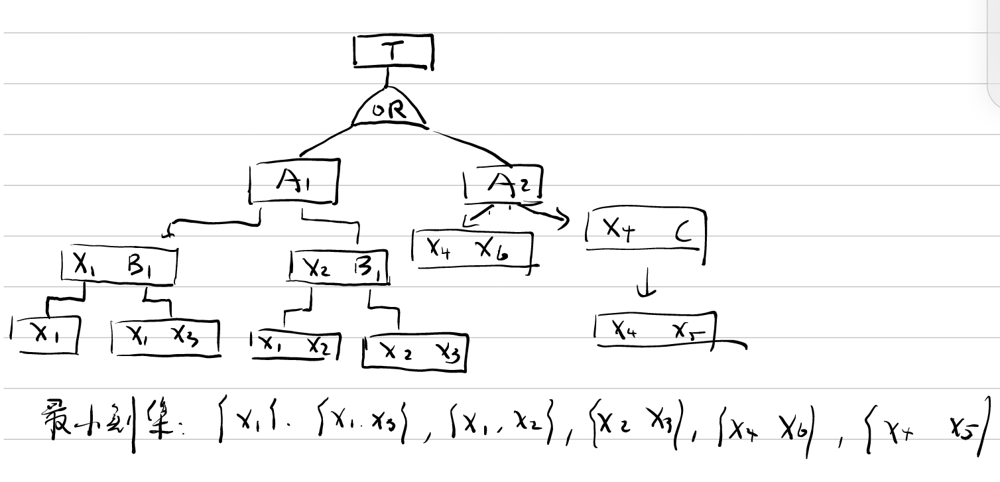 T
OR
A₁ A₂
X₄ C
X₄ X₆
X₁ B₁ X₂ B₁
X₁ X₁ X₃ X₁ X₂ X₂ X₃ X₄ X₅
最小割集: {X₁}. {X₁. X₃}, {X₁, X₂}, {X₂ X₃}, {X₄ X₆}, {X₄ X₅}